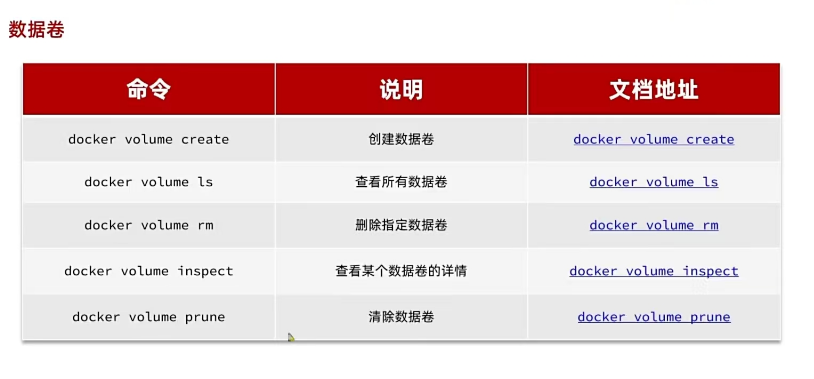 数据卷
命令 说明 文档地址
docker volume create 创建数据卷 docker volume create
docker volume ls 查看所有数据卷 docker volume ls
docker volume rm 删除指定数据卷 docker volume rm
docker volume inspect 查看某个数据卷的详情 docker volume inspect
docker volume prune 清除数据卷 docker volume prune